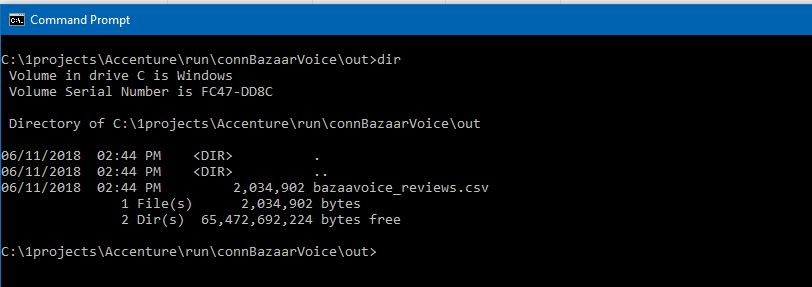 Command Prompt
C:\1projects\Accenture\run\connBazaarVoice\out>dir
 Volume in drive C is Windows
 Volume Serial Number is FC47-DD8C
 Directory of C:\1projects\Accenture\run\connBazaarVoice\out
06/11/2018  02:44 PM    <DIR>          .
06/11/2018  02:44 PM    <DIR>          ..
06/11/2018  02:44 PM         2,034,902 bazaavoice_reviews.csv
               1 File(s)      2,034,902 bytes
               2 Dir(s)  65,472,692,224 bytes free
C:\1projects\Accenture\run\connBazaarVoice\out>